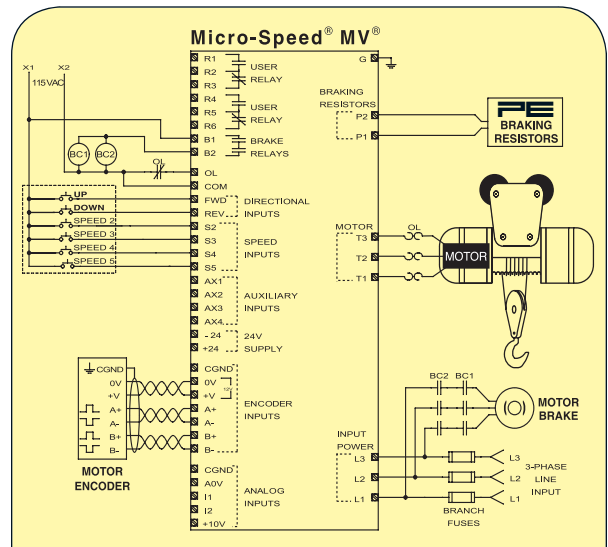 Micro-Speed® MV®
X1 X2
115VAC
BC1 BC2
OL
UP
DOWN
SPEED 2
SPEED 3
SPEED 4
SPEED 5
R1
R2
R3
USER
RELAY
R4
R5
R6
USER
RELAY
B1
B2
BRAKE
RELAYS
OL
COM
FWD
REV
DIRECTIONAL
INPUTS
S2
S3
S4
S5
SPEED
INPUTS
AX1
AX2
AX3
AX4
AUXILIARY
INPUTS
- 24
+24
24V
SUPPLY
CGND
0V
+V
12V
A+
A-
B+
B-
ENCODER
INPUTS
CGND
A0V
I1
I2
+10V
ANALOG
INPUTS
CGND
0V
+V
A+
A-
B+
B-
MOTOR
ENCODER
G
BRAKING
RESISTORS
P2
P1
PE
BRAKING
RESISTORS
MOTOR
T3
T2
T1
OL
MOTOR
BC2 BC1
MOTOR
BRAKE
INPUT
POWER
L3
L2
L1
L3
L2
L1
3-PHASE
LINE
INPUT
BRANCH
FUSES